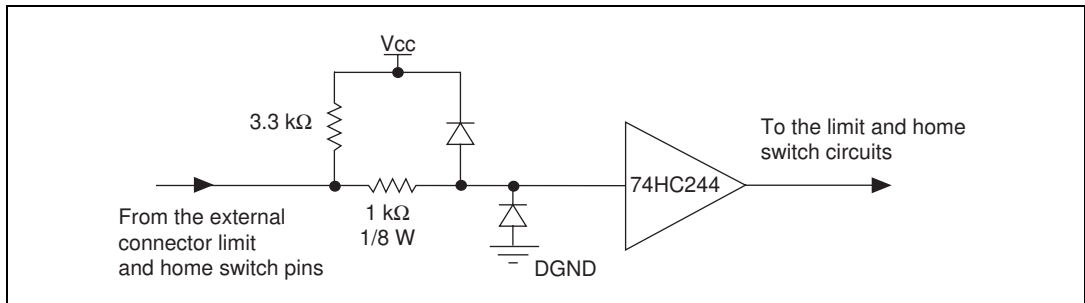 Vcc
3.3 kΩ
To the limit and home
switch circuits
74HC244
From the external
connector limit
and home switch pins
1 kΩ
1/8 W
DGND